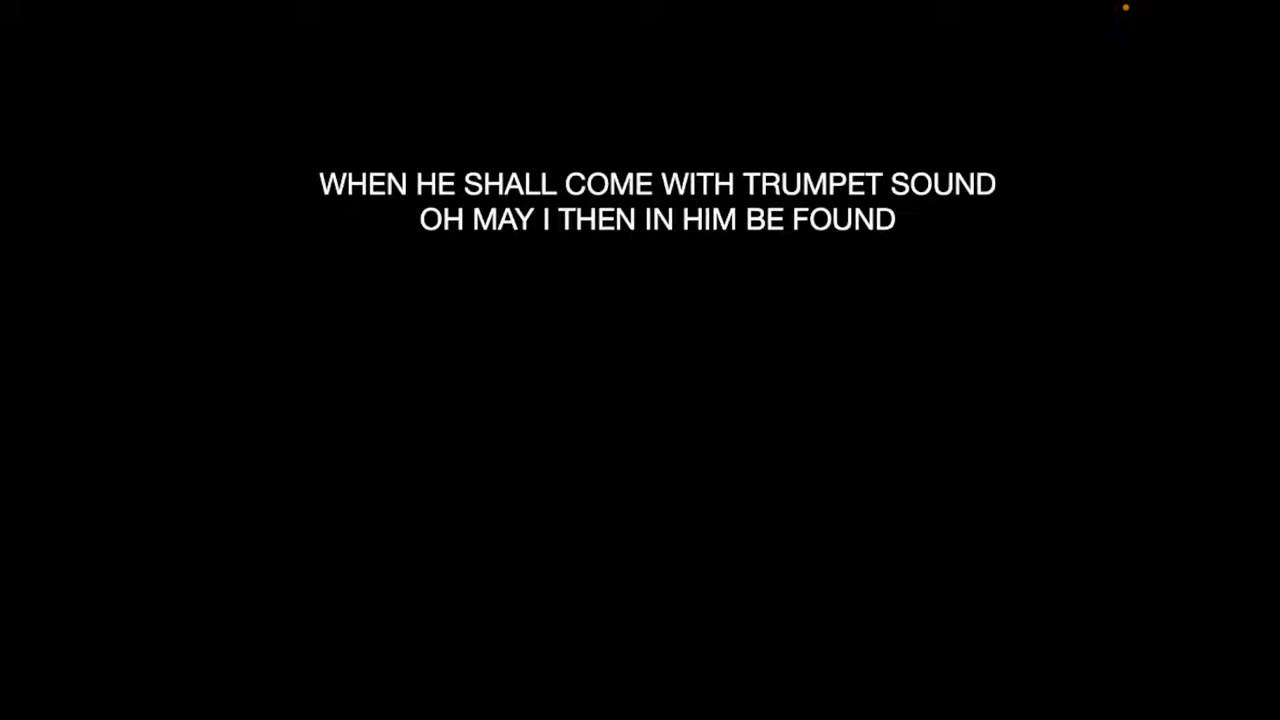 WHEN HE SHALL COME WITH TRUMPET SOUND
OH MAY I THEN IN HIM BE FOUND